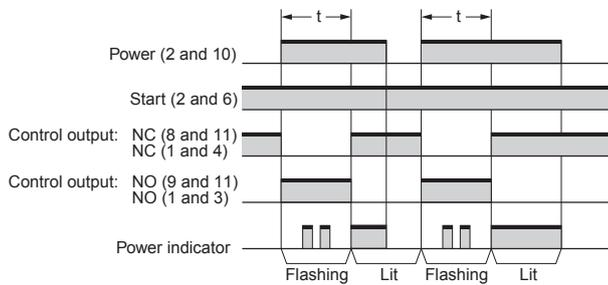 t
t
Power (2 and 10)
Start (2 and 6)
Control output: NC (8 and 11)
NC (1 and 4)
Control output: NO (9 and 11)
NO (1 and 3)
Power indicator
Flashing
Lit
Flashing
Lit